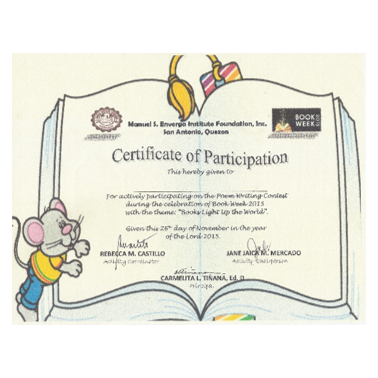 Manuel S. Enverga Institute Foundation, Inc.
San Antonio, Quezon
BOOK
WEEK
Certificate of Participation
This hereby given to
For actively participating on the Poem Writing Contest
during the celebration of Book Week 2015
with the theme: "Books Light Up the World".
Given this 26th day of November in the year
of the Lord 2015.
REBECCA M. CASTILLO
Activity Coordinator
JANE JAICA M. MERCADO
Activity Chairperson
CARMELITA L. TIÑANA, Ed. D
Principal